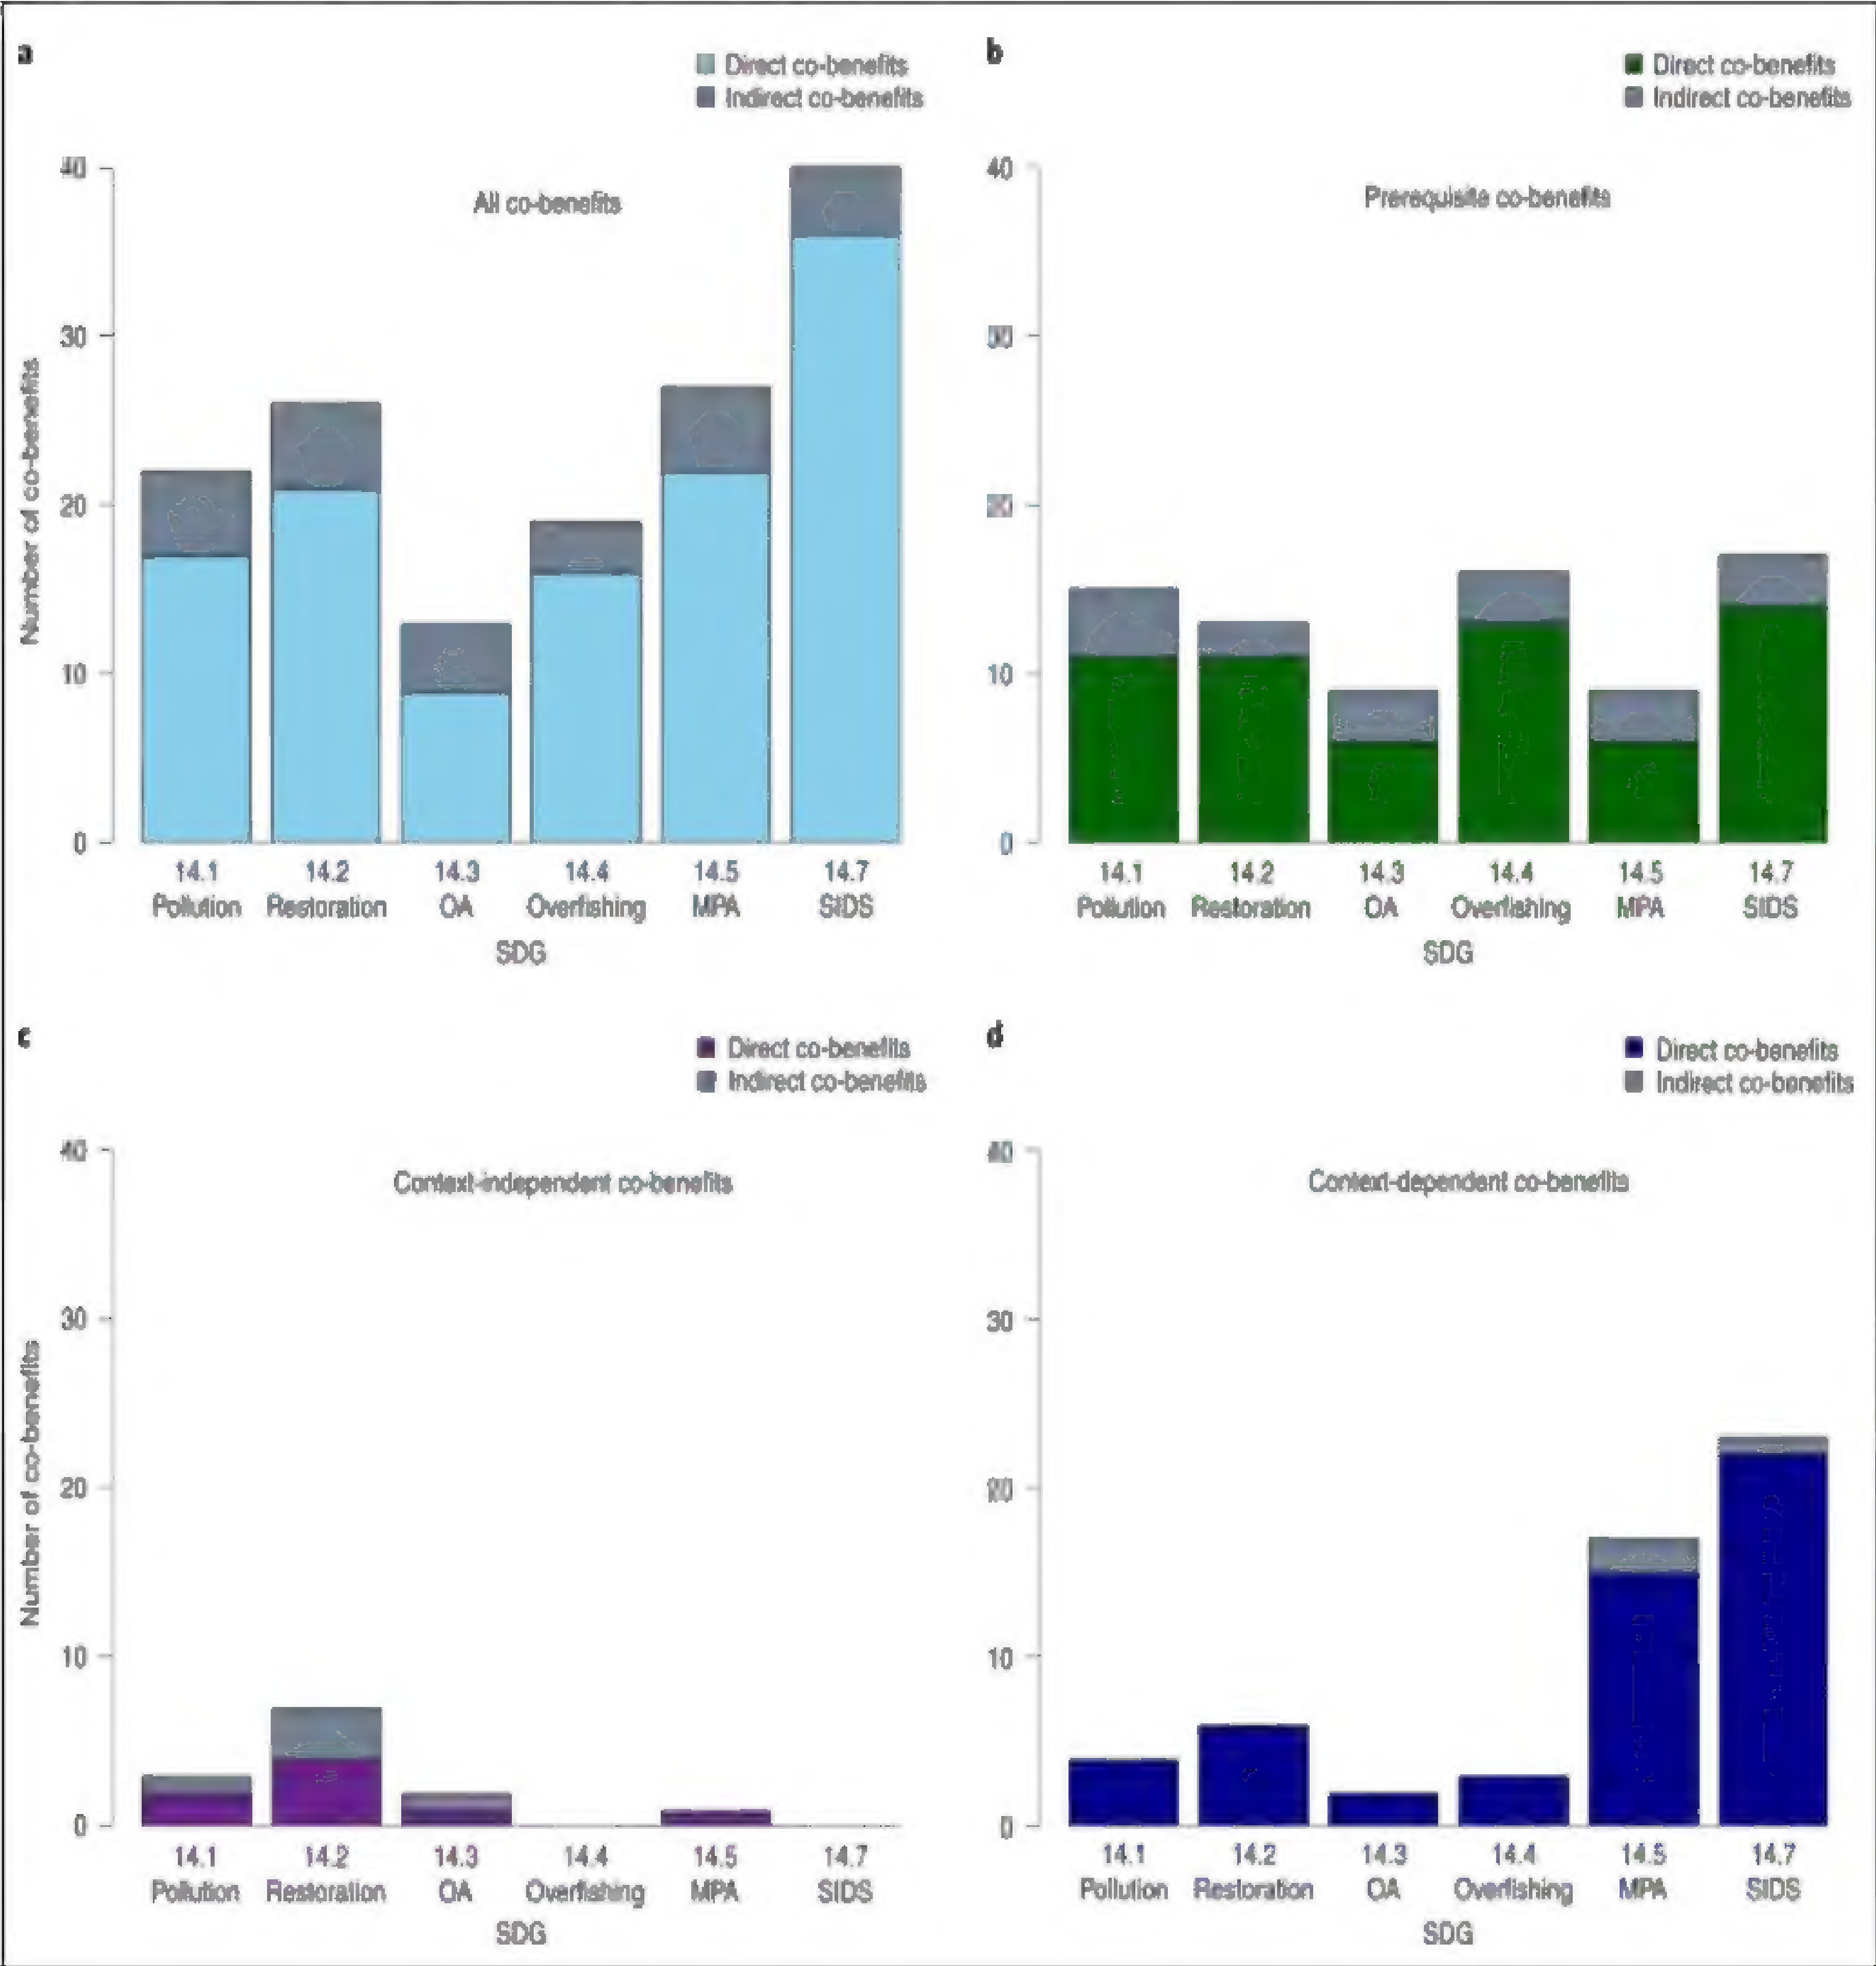 a
Direct co-benefits
Indirect co-benefits
All co-benefits
Number of co-benefits
40
30
20
10
0
14.1 14.2 14.3 14.4 14.5 14.7
Pollution Restoration OA Overfishing MPA SIDS
SDG
b
Direct co-benefits
Indirect co-benefits
Prerequisite co-benefits
40
30
20
10
0
14.1 14.2 14.3 14.4 14.5 14.7
Pollution Restoration OA Overfishing MPA SIDS
SDG
c
Direct co-benefits
Indirect co-benefits
Context-independent co-benefits
Number of co-benefits
40
30
20
10
0
14.1 14.2 14.3 14.4 14.5 14.7
Pollution Restoration OA Overfishing MPA SIDS
SDG
d
Direct co-benefits
Indirect co-benefits
Context-dependent co-benefits
40
30
20
10
0
14.1 14.2 14.3 14.4 14.5 14.7
Pollution Restoration OA Overfishing MPA SIDS
SDG